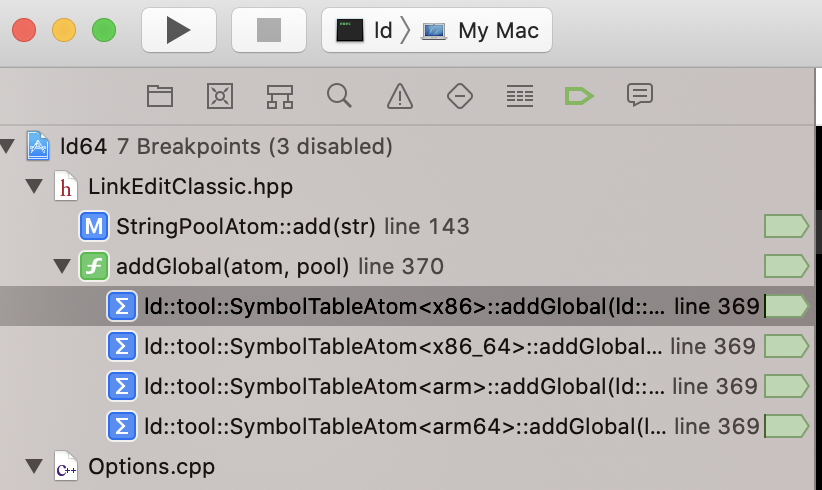 ld 〉 My Mac
ld64 7 Breakpoints (3 disabled)
h LinkEditClassic.hpp
M StringPoolAtom::add(str) line 143
f addGlobal(atom, pool) line 370
Σ ld::tool::SymbolTableAtom<x86>::addGlobal(ld::... line 369
Σ ld::tool::SymbolTableAtom<x86_64>::addGlobal... line 369
Σ ld::tool::SymbolTableAtom<arm>::addGlobal(ld::... line 369
Σ ld::tool::SymbolTableAtom<arm64>::addGlobal(l... line 369
C++ Options.cpp